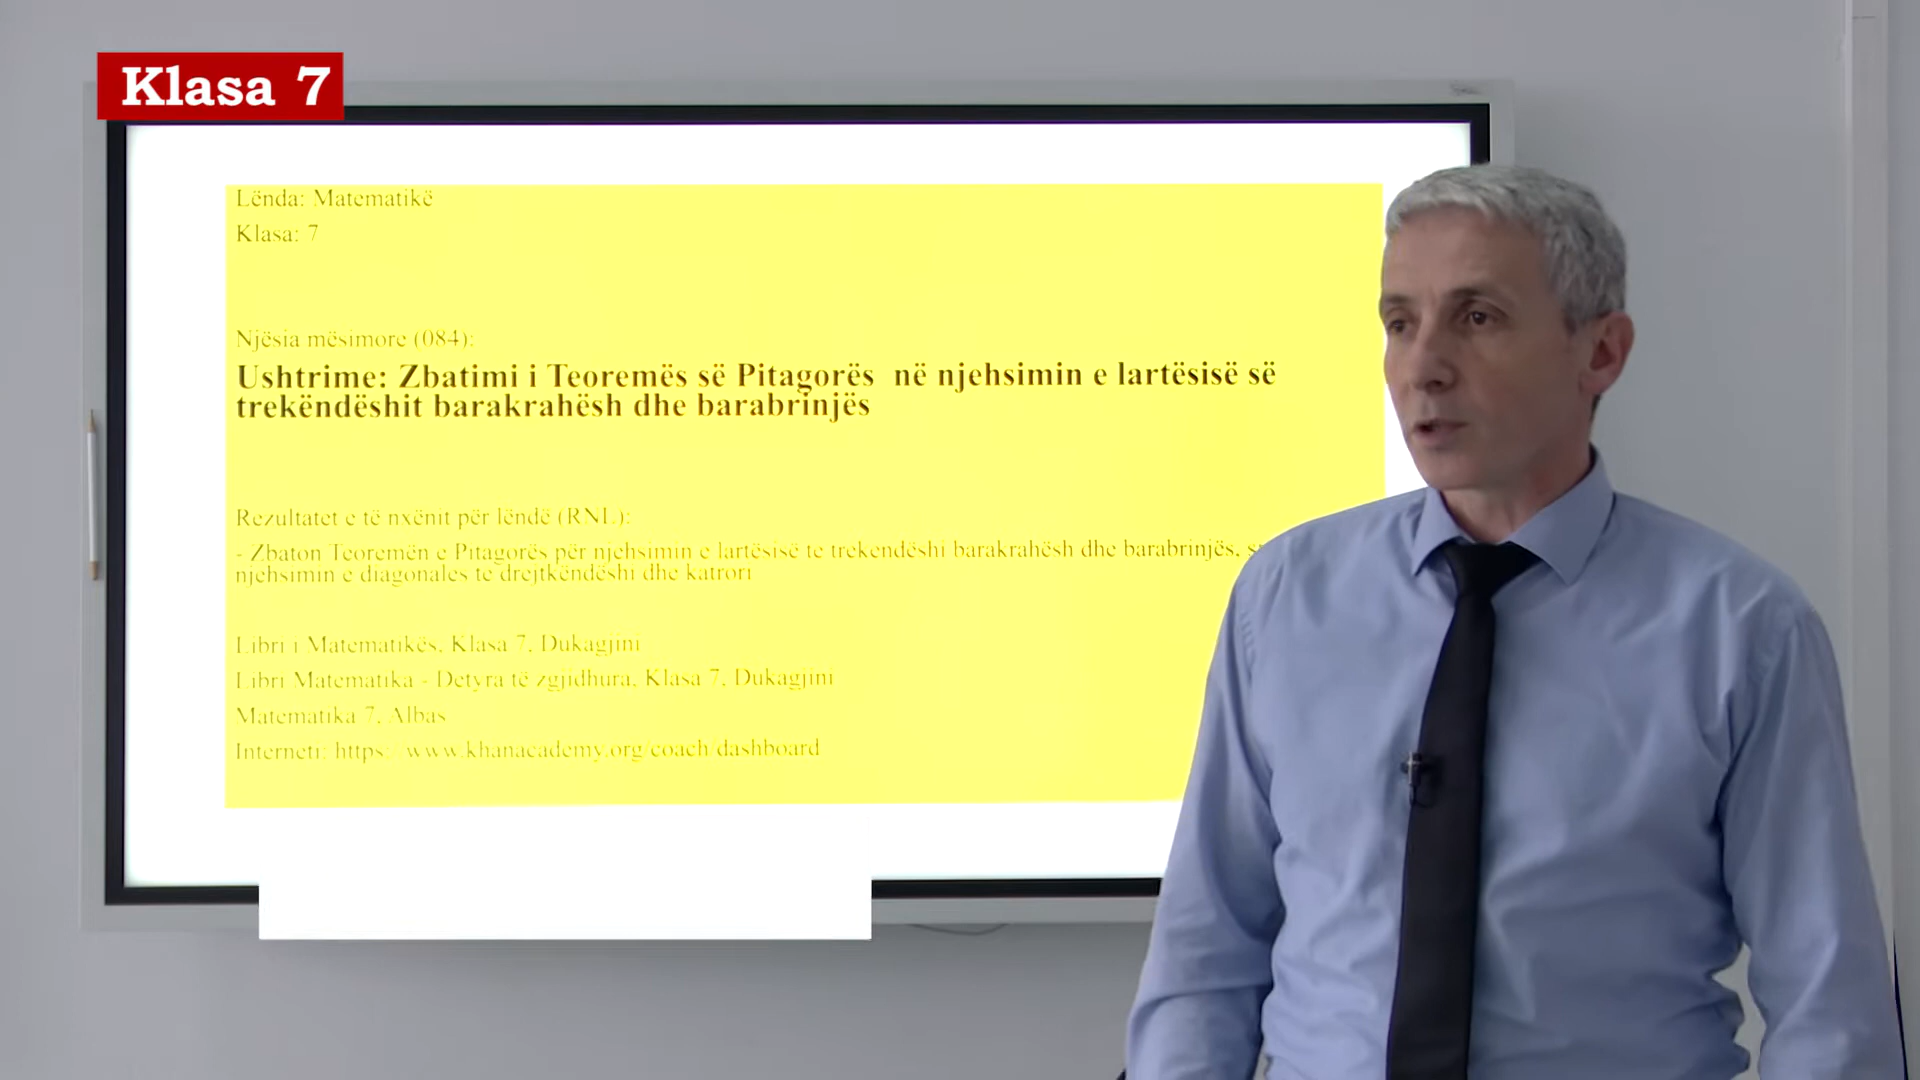 Klasa 7
Lënda: Matematikë
Klasa: 7
Njësia mësimore (084):
Ushtrime: Zbatimi i Teoremës së Pitagorës në njehsimin e lartësisë së
trekëndëshit barakrahësh dhe barabrinjës
Rezultatet e të nxënit për lëndë (RNL):
- Zbaton Teoremën e Pitagorës për njehsimin e lartësisë te trekendëshi barakrahësh dhe barabrinjës,
njehsimin e diagonales te drejtkëndëshi dhe katrori
Libri i Matematikës, Klasa 7, Dukagjini
Libri Matematika - Detyra të zgjidhura, Klasa 7, Dukagjini
Matematika 7, Albas
Interneti: https://www.khanacademy.org/coach/dashboard